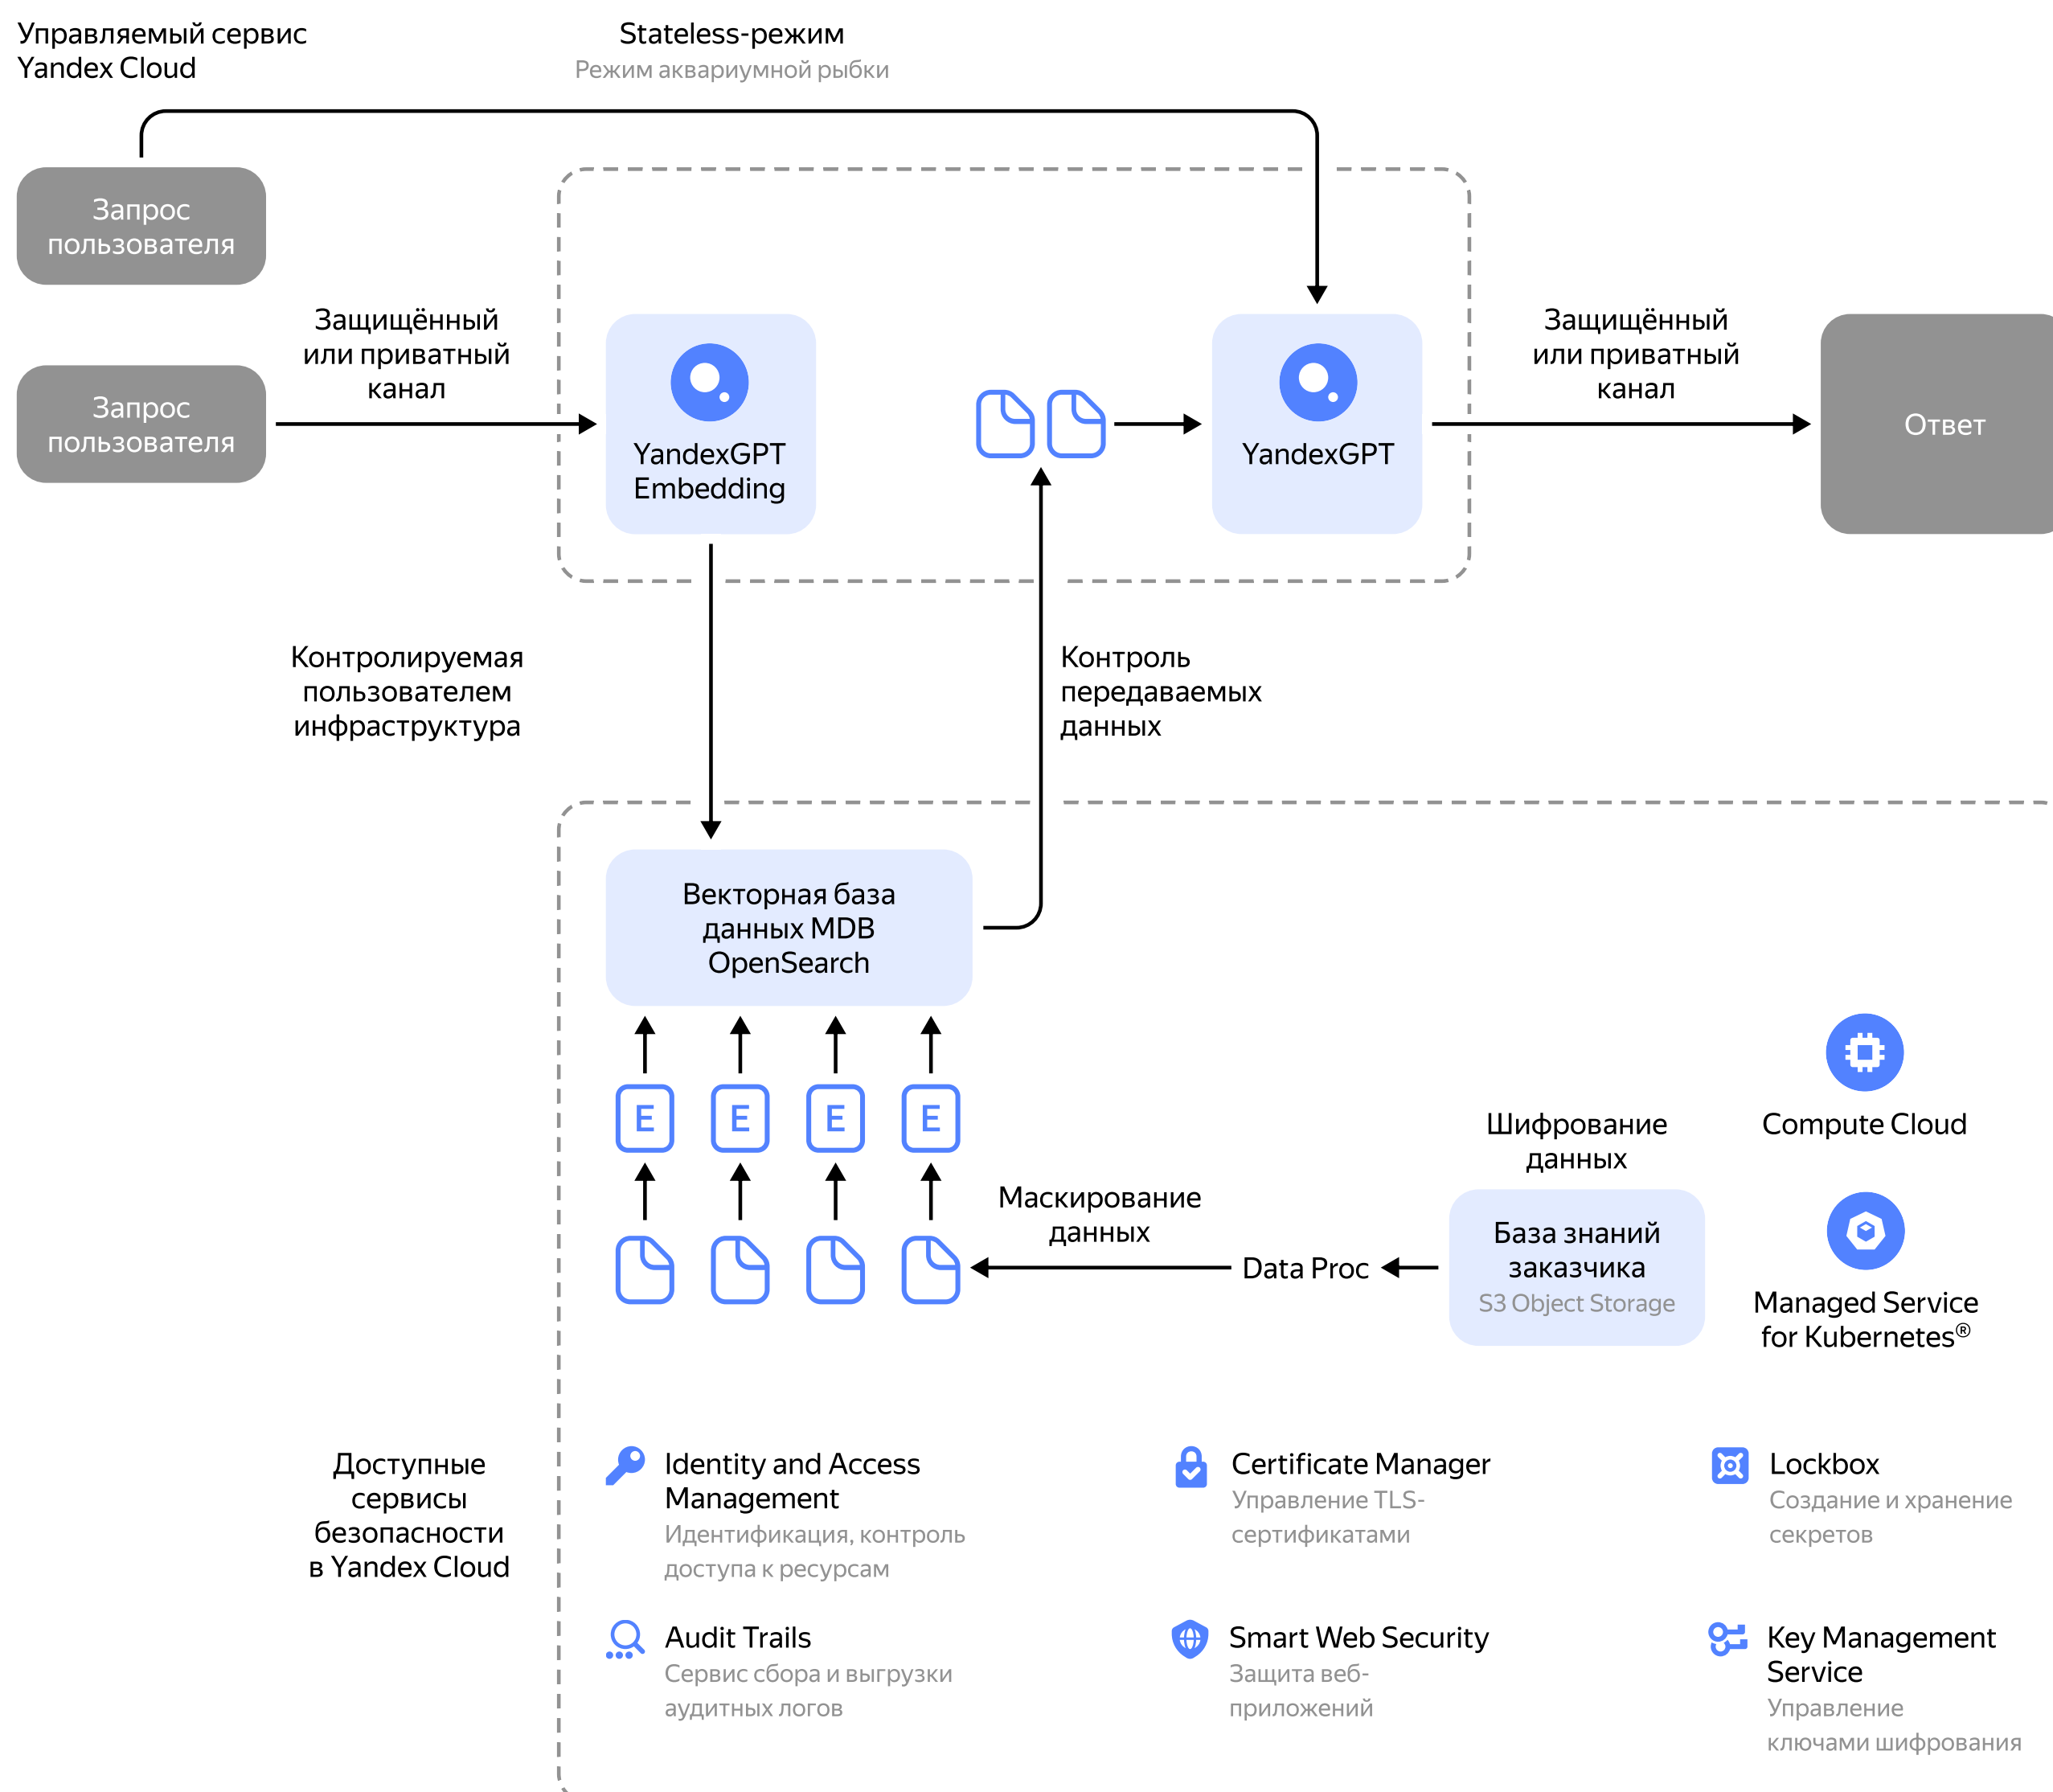 Управляемый сервис
Yandex Cloud
Stateless-режим
Режим аквариумной рыбки
Запрос
пользователя
Запрос
пользователя
Защищённый
или приватный
канал
YandexGPT
Embedding
YandexGPT
Защищённый
или приватный
канал
Ответ
Контролируемая
пользователем
инфраструктура
Контроль
передаваемых
данных
Векторная база
данных MDB
OpenSearch
E
E
E
E
Маскирование
данных
Data Proc
Шифрование
данных
База знаний
заказчика
S3 Object Storage
Compute Cloud
Managed Service
for Kubernetes®
Доступные
сервисы
безопасности
в Yandex Cloud
Identity and Access
Management
Идентификация, контроль
доступа к ресурсам
Certificate Manager
Управление TLS-
сертификатами
Lockbox
Создание и хранение
секретов
Audit Trails
Сервис сбора и выгрузки
аудитных логов
Smart Web Security
Защита веб-
приложений
Key Management
Service
Управление
ключами шифрования